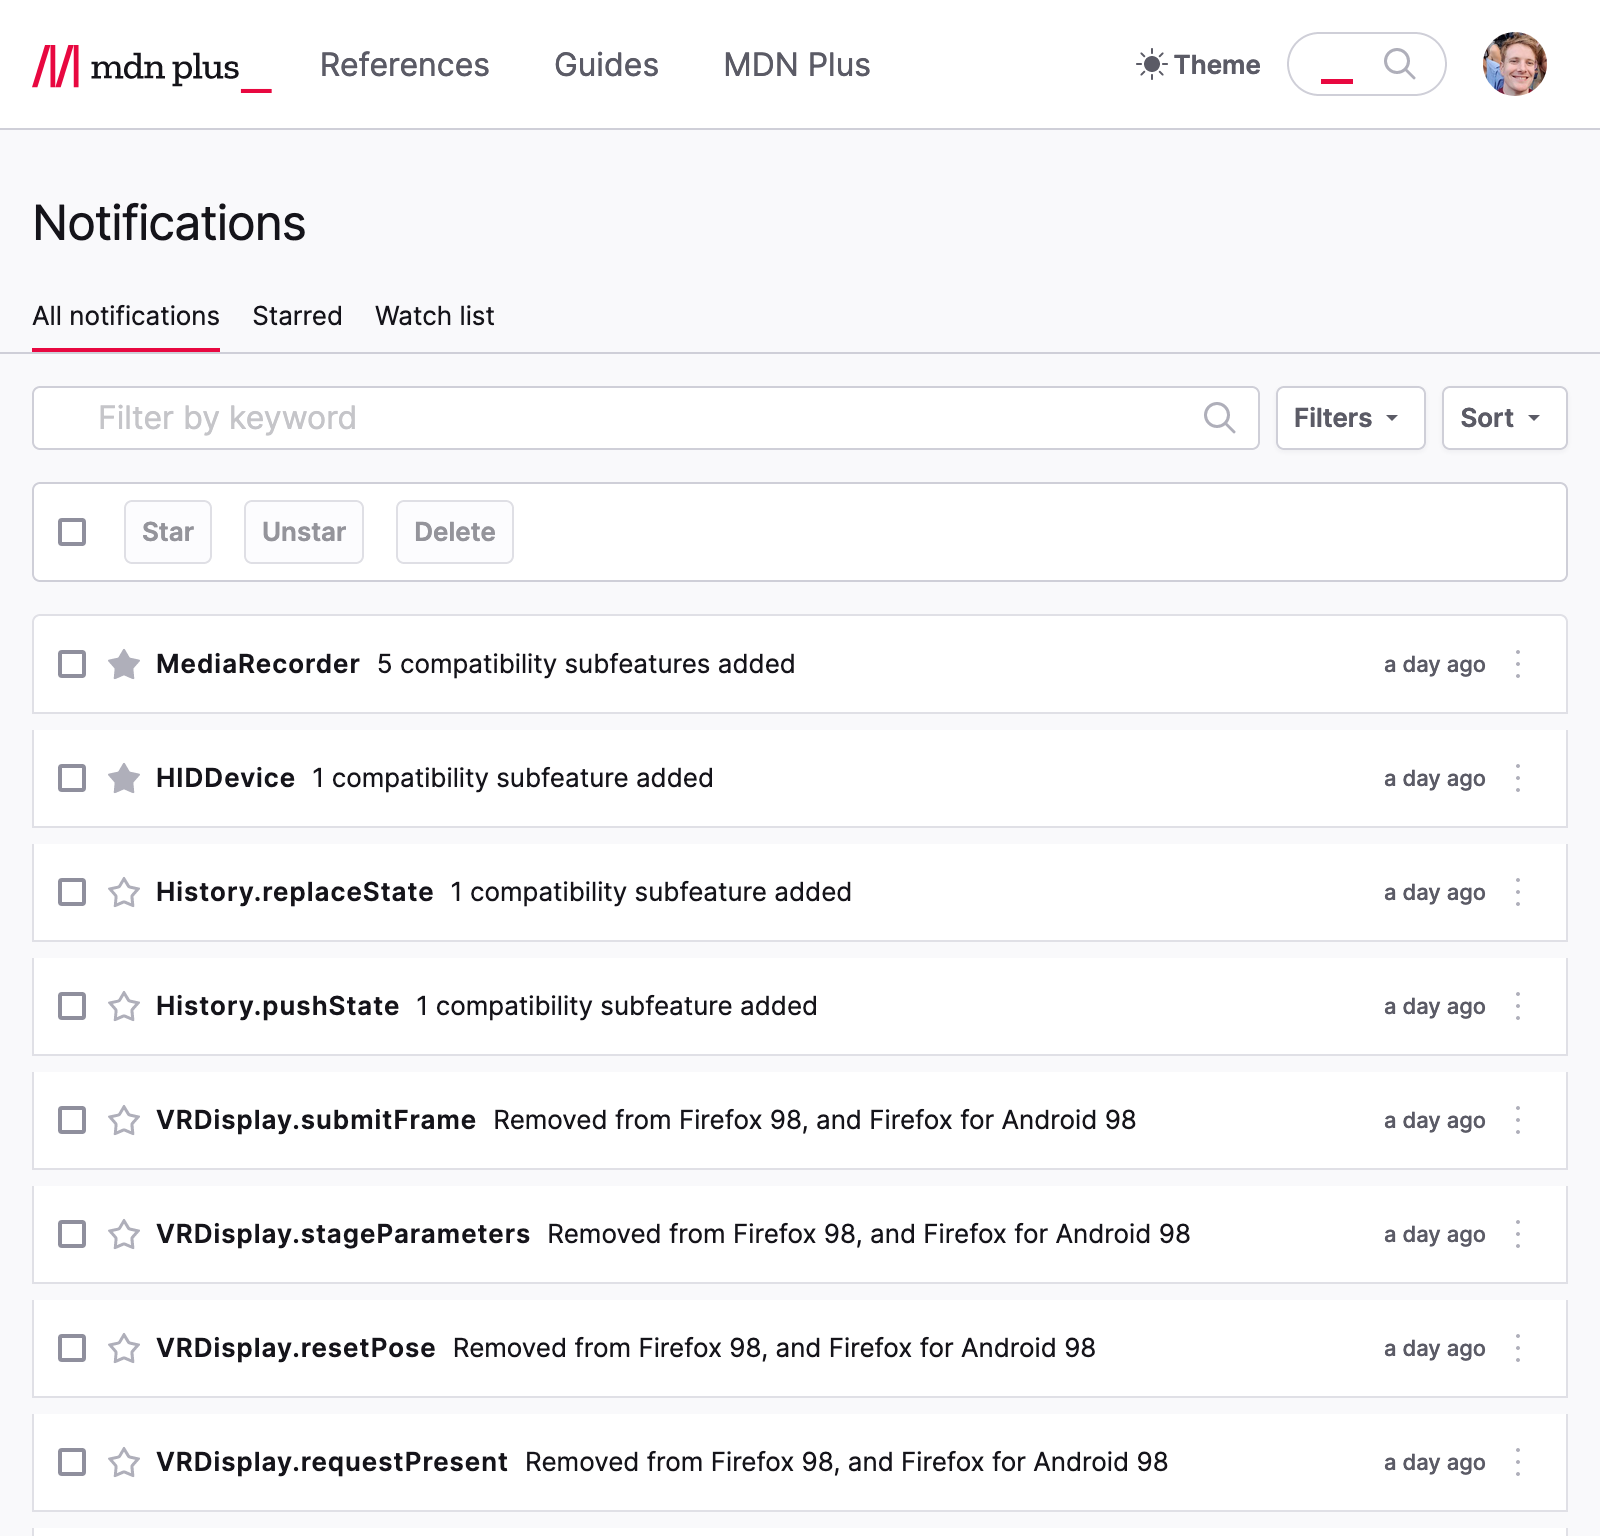 mdn plus_ References Guides MDN Plus Theme
Notifications
All notifications Starred Watch list
Filter by keyword Filters Sort
Star Unstar Delete
MediaRecorder 5 compatibility subfeatures added a day ago
HIDDevice 1 compatibility subfeature added a day ago
History.replaceState 1 compatibility subfeature added a day ago
History.pushState 1 compatibility subfeature added a day ago
VRDisplay.submitFrame Removed from Firefox 98, and Firefox for Android 98 a day ago
VRDisplay.stageParameters Removed from Firefox 98, and Firefox for Android 98 a day ago
VRDisplay.resetPose Removed from Firefox 98, and Firefox for Android 98 a day ago
VRDisplay.requestPresent Removed from Firefox 98, and Firefox for Android 98 a day ago